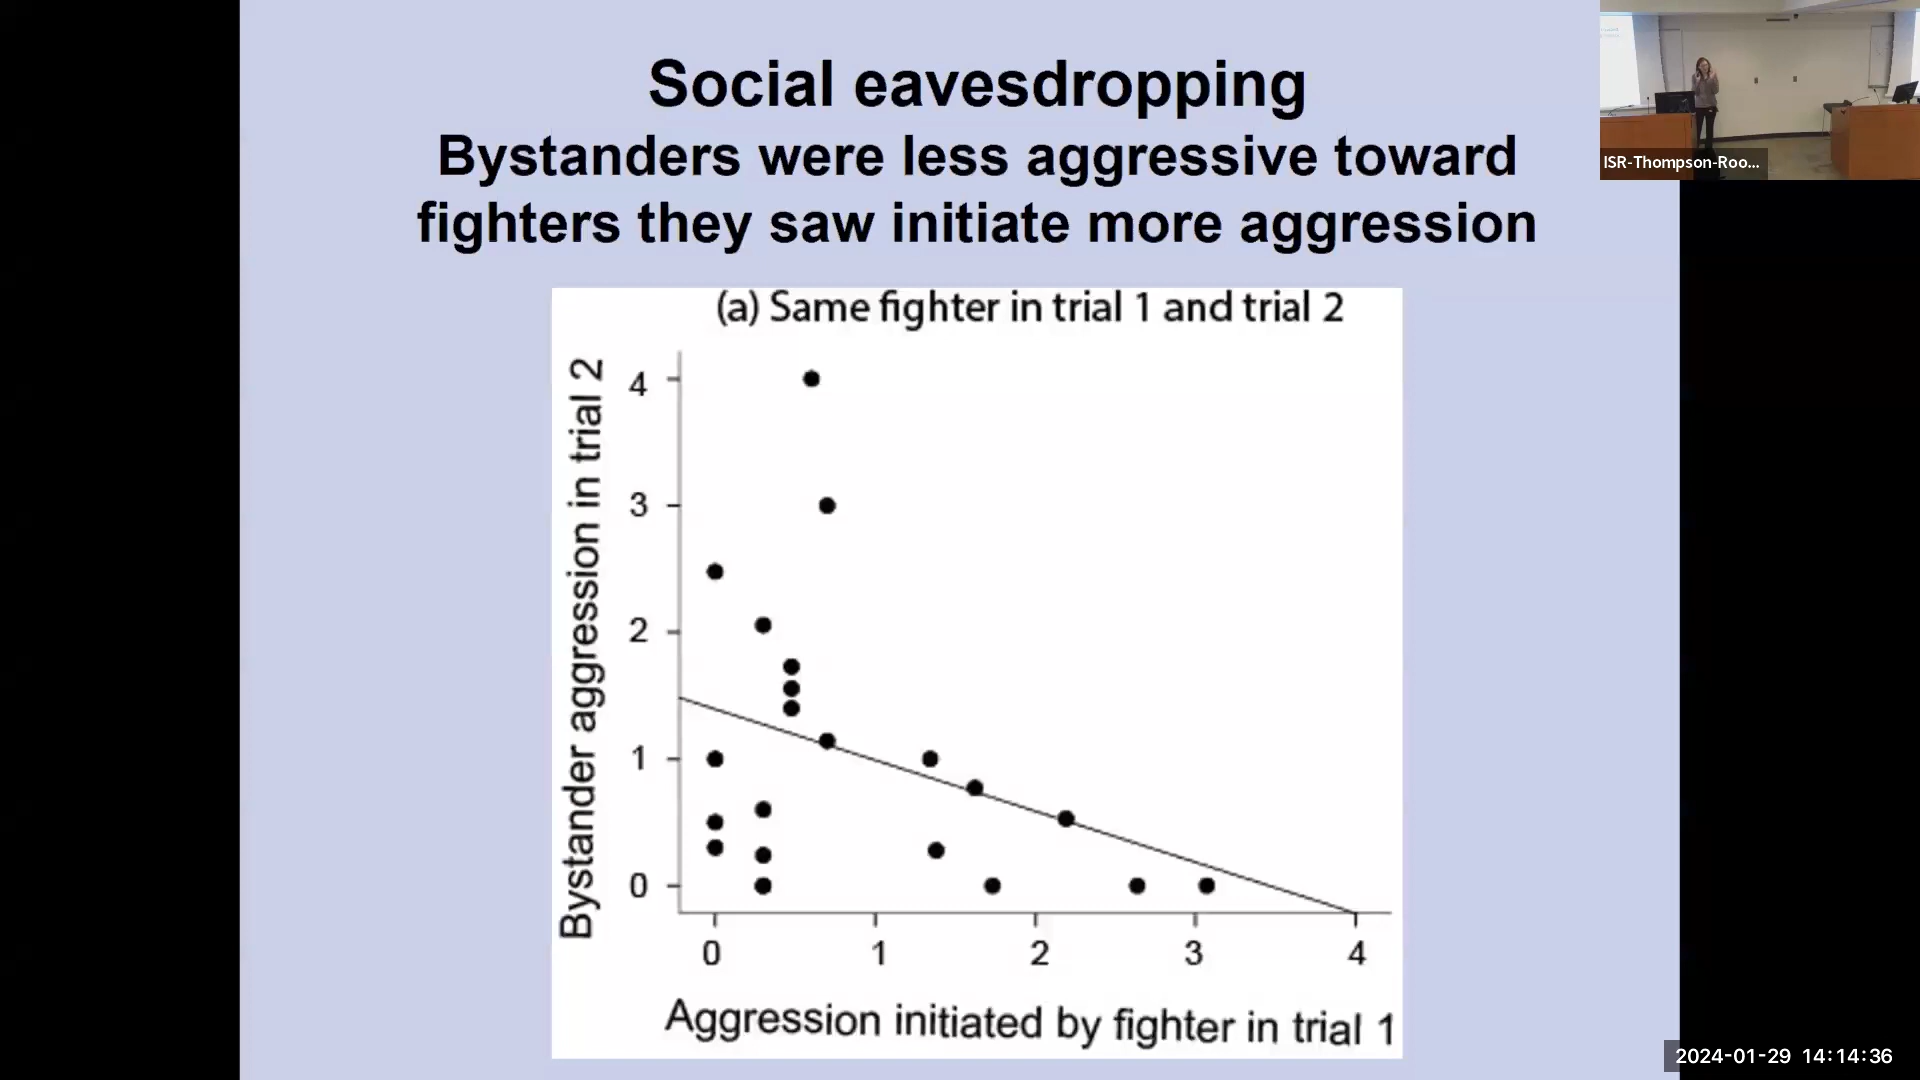 Social eavesdropping
Bystanders were less aggressive toward
fighters they saw initiate more aggression
ISR-Thompson-Roo...
(a) Same fighter in trial 1 and trial 2
Bystander aggression in trial 2
4
3
2
1
0
0 1 2 3 4
Aggression initiated by fighter in trial 1
2024-01-29 14:14:36